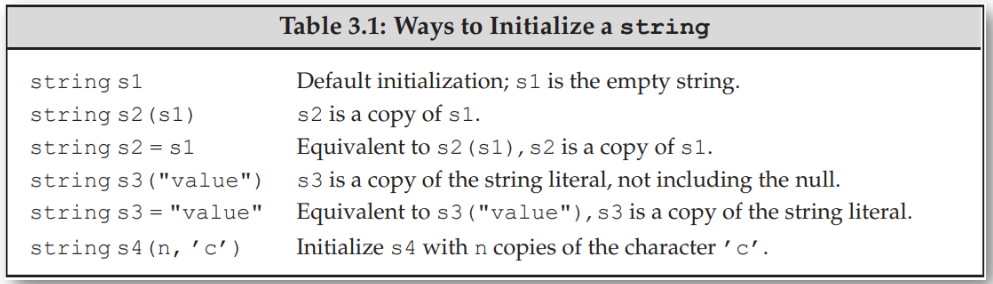 Table 3.1: Ways to Initialize a string
string s1 Default initialization; s1 is the empty string.
string s2(s1) s2 is a copy of s1.
string s2 = s1 Equivalent to s2(s1), s2 is a copy of s1.
string s3("value") s3 is a copy of the string literal, not including the null.
string s3 = "value" Equivalent to s3("value"), s3 is a copy of the string literal.
string s4(n, 'c') Initialize s4 with n copies of the character 'c'.